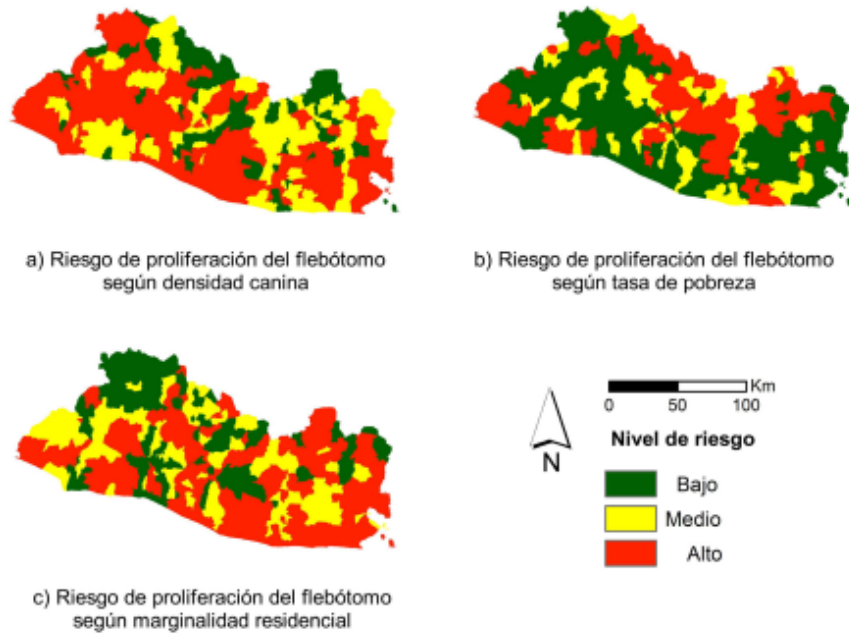 a) Riesgo de proliferación del flebótomo
según densidad canina
b) Riesgo de proliferación del flebótomo
según tasa de pobreza
c) Riesgo de proliferación del flebótomo
según marginalidad residencial
N
Km
0 50 100
Nivel de riesgo
Bajo
Medio
Alto